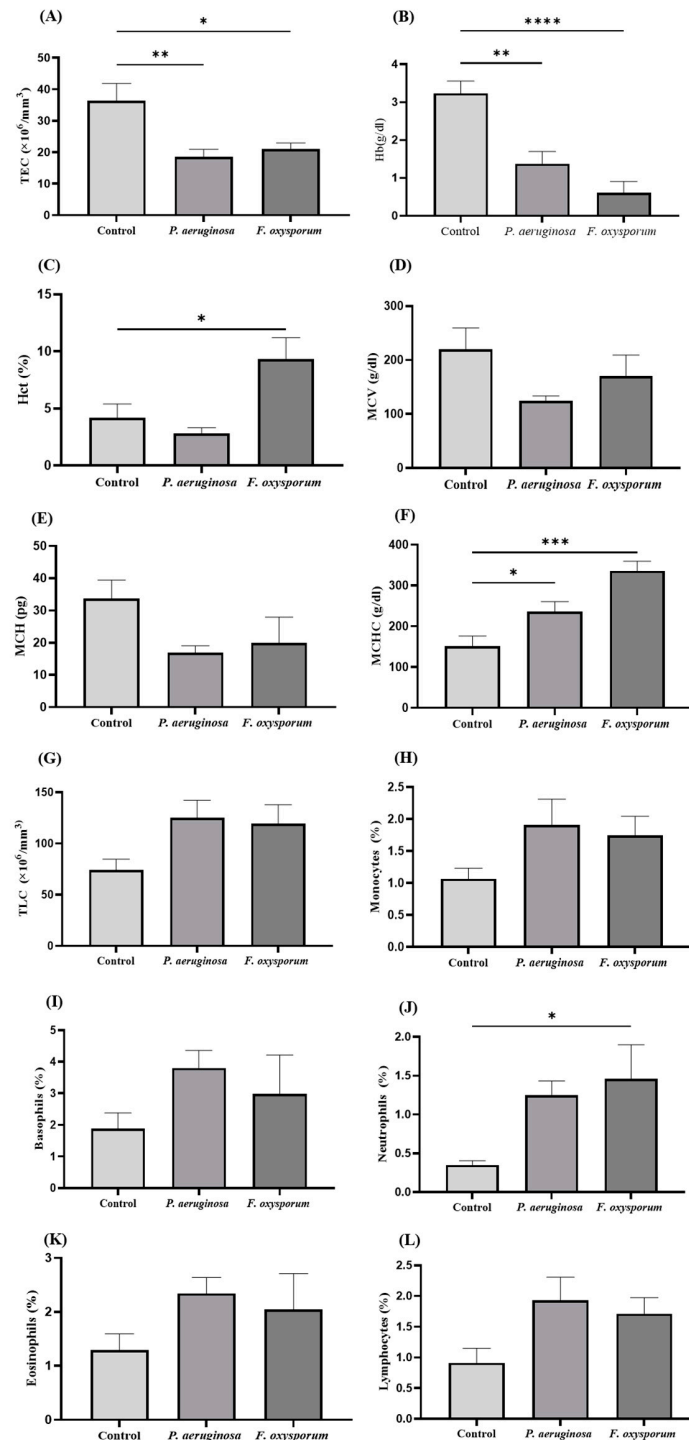 (A)
*
**
50
40
30
20
10
0
TEC (×10⁶/mm³)
Control
P. aeruginosa
F. oxysporum
(B)
****
**
4
3
2
1
0
Hb(g/dl)
Control
P. aeruginosa
F. oxysporum
(C)
*
15
10
5
0
Hct (%)
Control
P. aeruginosa
F. oxysporum
(D)
300
200
100
0
MCV (g/dl)
Control
P. aeruginosa
F. oxysporum
(E)
50
40
30
20
10
0
MCH (pg)
Control
P. aeruginosa
F. oxysporum
(F)
***
*
400
300
200
100
0
MCHC (g/dl)
Control
P. aeruginosa
F. oxysporum
(G)
150
100
50
0
TLC (×10⁶/mm³)
Control
P. aeruginosa
F. oxysporum
(H)
2.5
2.0
1.5
1.0
0.5
0.0
Monocytes (%)
Control
P. aeruginosa
F. oxysporum
(I)
5
4
3
2
1
0
Basophils (%)
Control
P. aeruginosa
F. oxysporum
(J)
*
2.0
1.5
1.0
0.5
0.0
Neutrophils (%)
Control
P. aeruginosa
F. oxysporum
(K)
3
2
1
0
Eosinophils (%)
Control
P. aeruginosa
F. oxysporum
(L)
2.5
2.0
1.5
1.0
0.5
0.0
Lymphocytes (%)
Control
P. aeruginosa
F. oxysporum